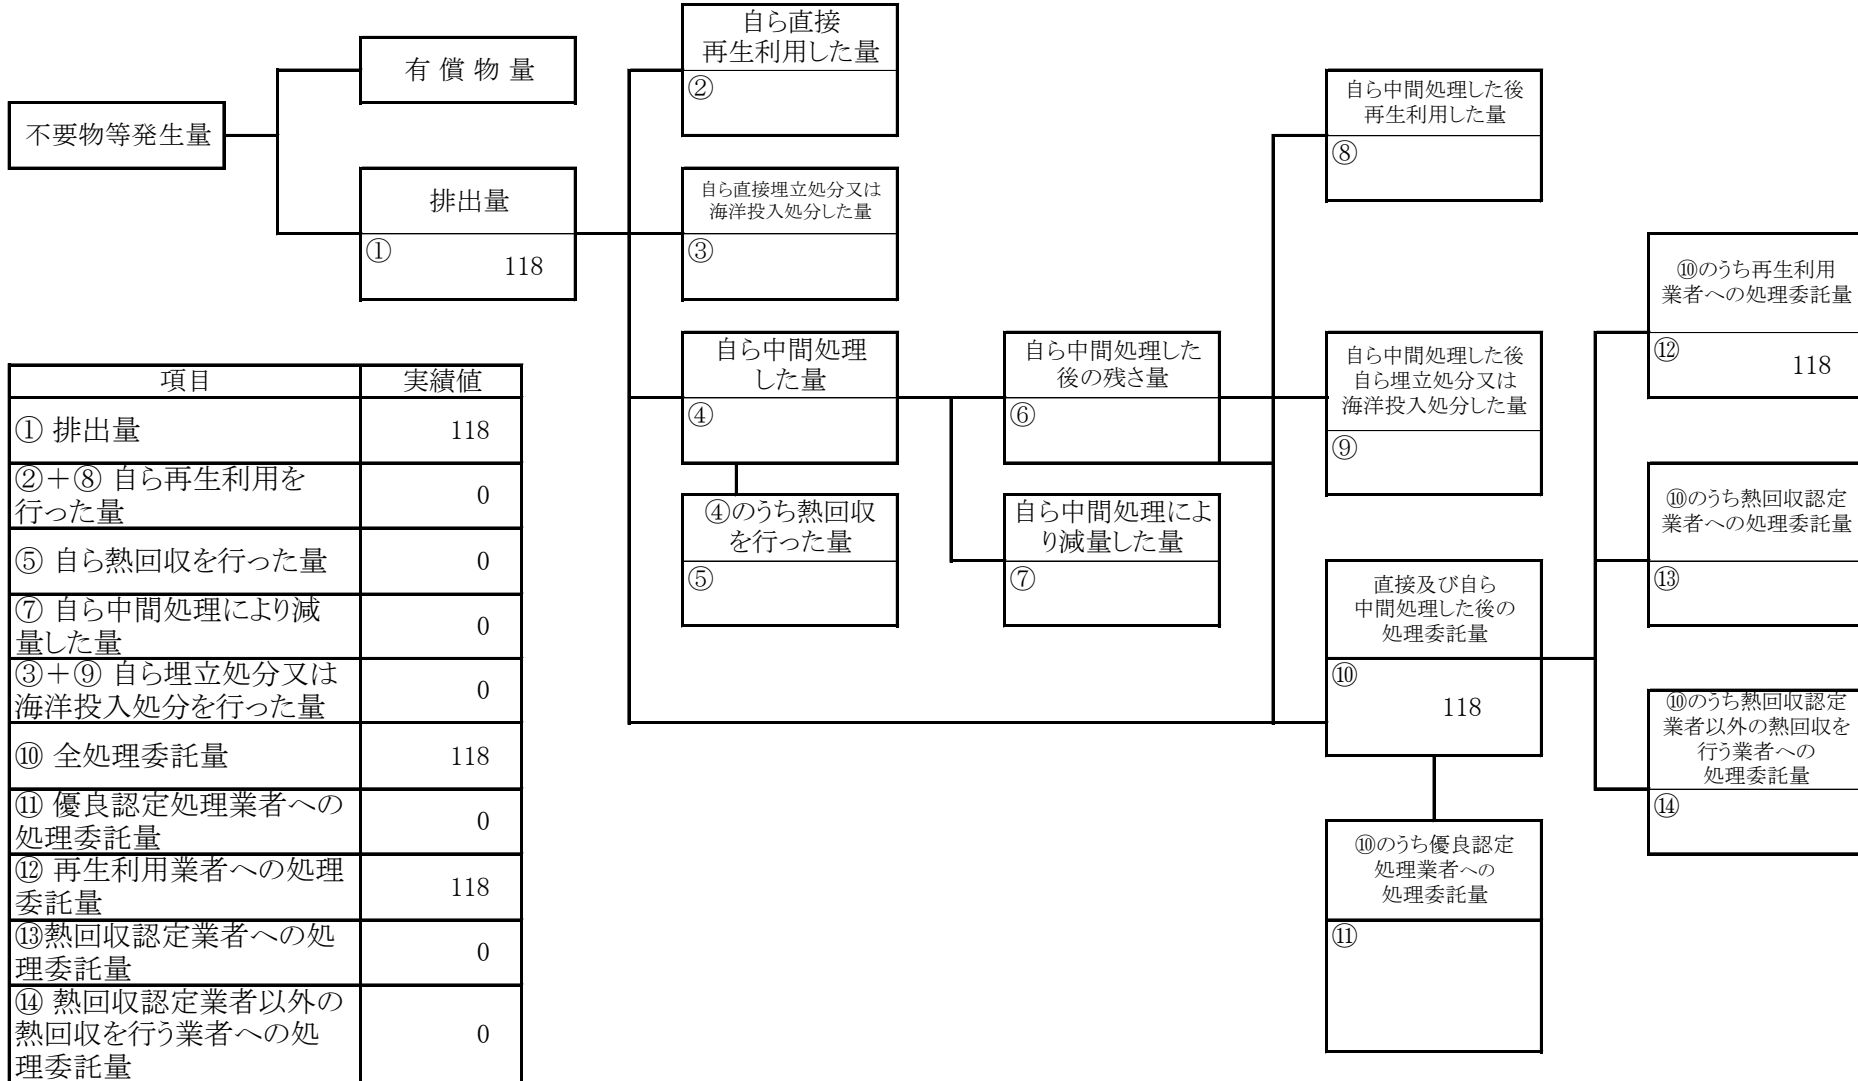 不要物等発生量
有償物量
排出量
①
118
自ら直接
再生利用した量
②
自ら直接埋立処分又は
海洋投入処分した量
③
自ら中間処理
した量
④
④のうち熱回収
を行った量
⑤
自ら中間処理した
後の残さ量
⑥
自ら中間処理によ
り減量した量
⑦
自ら中間処理した後
再生利用した量
⑧
自ら中間処理した後
自ら埋立処分又は
海洋投入処分した量
⑨
直接及び自ら
中間処理した後の
処理委託量
⑩
118
⑩のうち優良認定
処理業者への
処理委託量
⑪
⑩のうち再生利用
業者への処理委託量
⑫
118
⑩のうち熱回収認定
業者への処理委託量
⑬
⑩のうち熱回収認定
業者以外の熱回収を
行う業者への
処理委託量
⑭
項目 実績値
① 排出量 118
②+⑧ 自ら再生利用を
行った量 0
⑤ 自ら熱回収を行った量 0
⑦ 自ら中間処理により減
量した量 0
③+⑨ 自ら埋立処分又は
海洋投入処分を行った量 0
⑩ 全処理委託量 118
⑪ 優良認定処理業者への
処理委託量 0
⑫ 再生利用業者への処理
委託量 118
⑬熱回収認定業者への処
理委託量 0
⑭ 熱回収認定業者以外の
熱回収を行う業者への処
理委託量 0